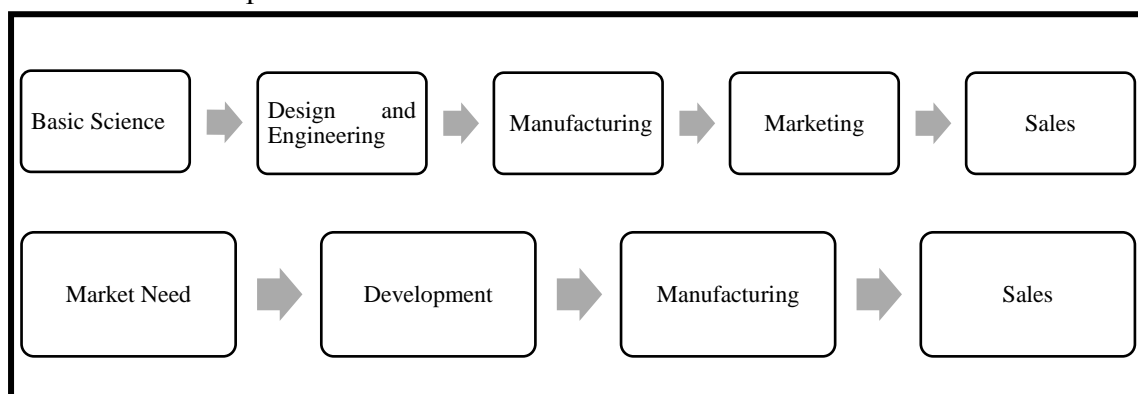 Basic Science
Design and
Engineering
Manufacturing
Marketing
Sales
Market Need
Development
Manufacturing
Sales